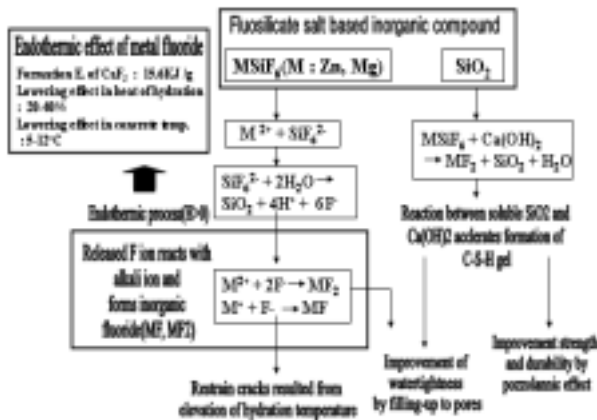 Fluosilicate salt based inorganic compound
MSiF6(M : Zn, Mg)
SiO2
Endothermic effect of metal fluoride
Formation E. of CaF2 : 15.6KJ /g
Lowering effect in heat of hydration
: 20-40%
Lowering effect in concrete temp.
: 5-12°C
Endothermic process(E>0)
M2+ + SiF62-
SiF62- + 2H2O →
SiO2 + 4H+ + 6F-
MSiF6 + Ca(OH)2
→ MF2 + SiO2 + H2O
Reaction between soluble SiO2 and
Ca(OH)2 acclerates formation of
C-S-H gel
Released F ion reacts with
alkali ion and
forms inorganic
fluoride(MF, MF2)
M2+ + 2F- → MF2
M+ + F- → MF
Restrain cracks resulted from
elevation of hydration temperature
Improvement of
watertightness
by filling-up to pores
Improvement strength
and durability by
pozzolannic effect